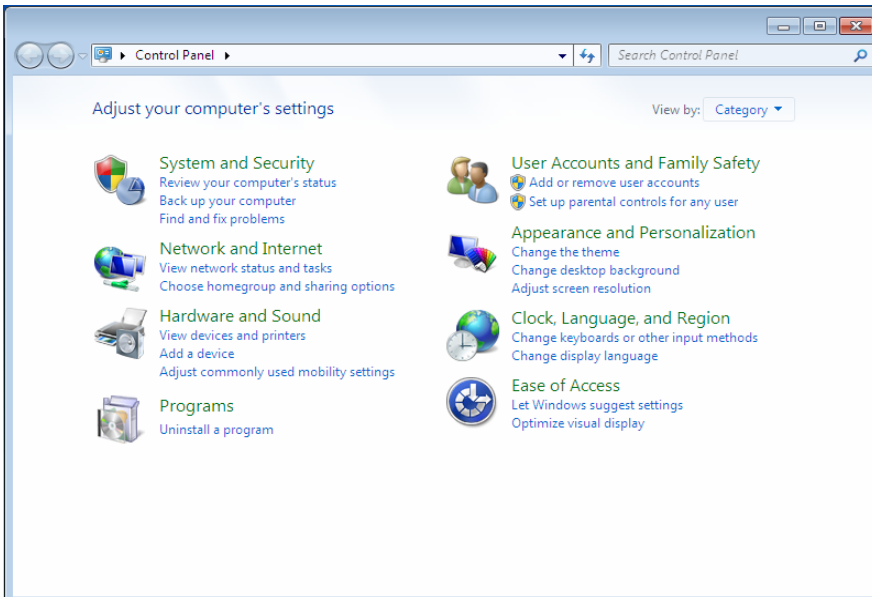 Control Panel
Search Control Panel
Adjust your computer's settings
View by: Category
System and Security
Review your computer's status
Back up your computer
Find and fix problems
Network and Internet
View network status and tasks
Choose homegroup and sharing options
Hardware and Sound
View devices and printers
Add a device
Adjust commonly used mobility settings
Programs
Uninstall a program
User Accounts and Family Safety
Add or remove user accounts
Set up parental controls for any user
Appearance and Personalization
Change the theme
Change desktop background
Adjust screen resolution
Clock, Language, and Region
Change keyboards or other input methods
Change display language
Ease of Access
Let Windows suggest settings
Optimize visual display